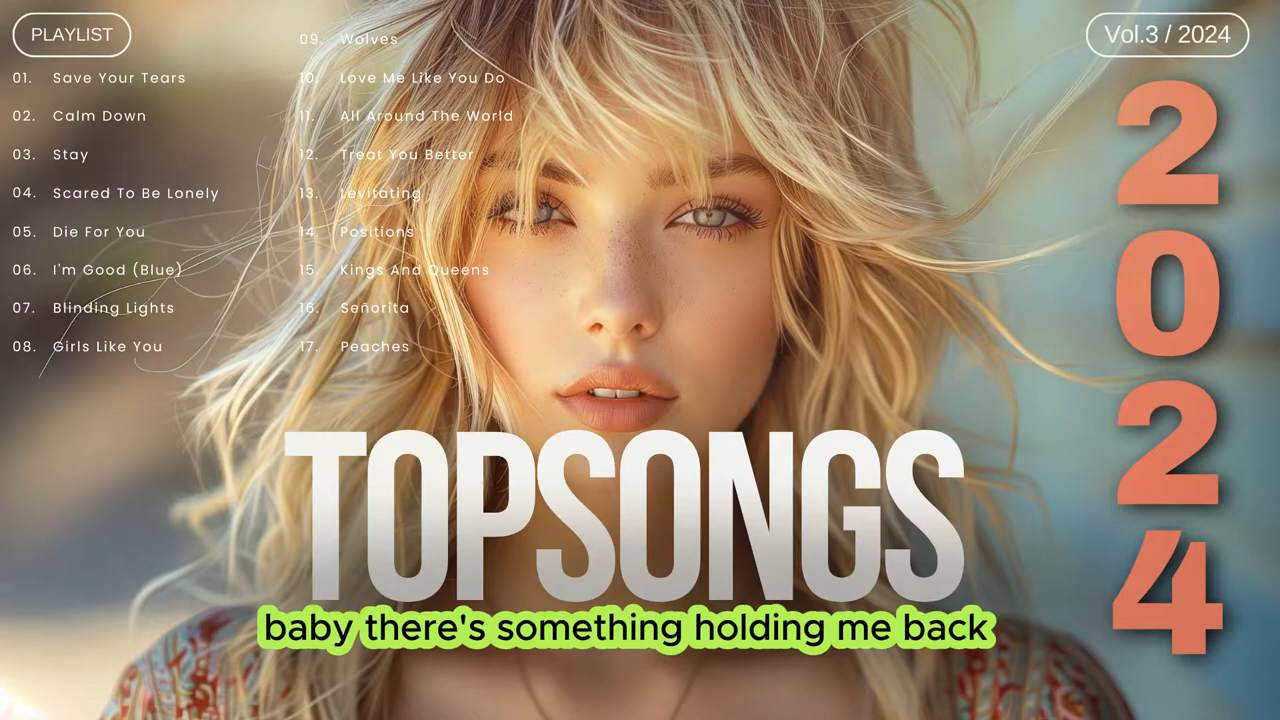 PLAYLIST
01. Save Your Tears
02. Calm Down
03. Stay
04. Scared To Be Lonely
05. Die For You
06. I'm Good (Blue)
07. Blinding Lights
08. Girls Like You
09. Wolves
10. Love Me Like You Do
11. All Around The World
12. Treat You Better
13. Levitating
14. Positions
15. Kings And Queens
16. Señorita
17. Peaches
Vol.3 / 2024
2024
TOPSONGS
baby there's something holding me back